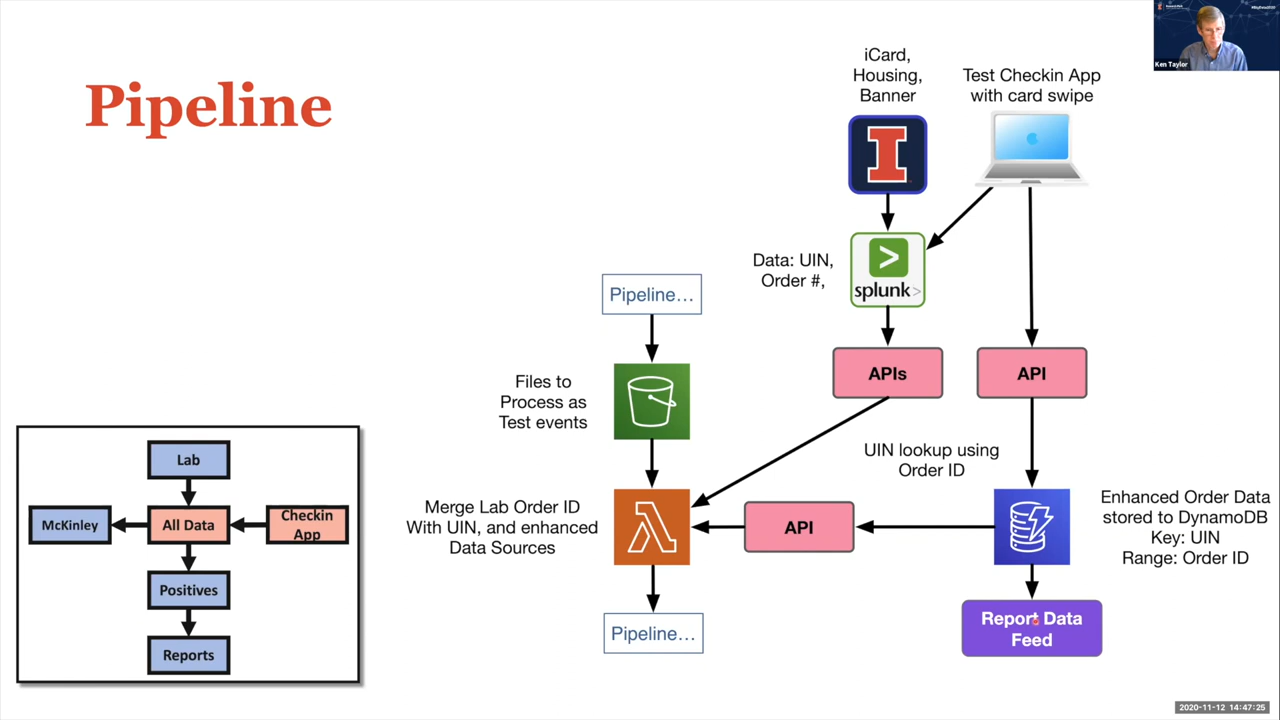 Pipeline
iCard,
Housing,
Banner
Test Checkin App
with card swipe
Ken Taylor
Data: UIN,
Order #,
splunk>
Pipeline…
APIs
API
Files to
Process as
Test events
UIN lookup using
Order ID
Merge Lab Order ID
With UIN, and enhanced
Data Sources
API
Enhanced Order Data
stored to DynamoDB
Key: UIN
Range: Order ID
Pipeline…
Report Data
Feed
Lab
McKinley
All Data
Checkin
App
Positives
Reports
2020-11-12 14:47:25